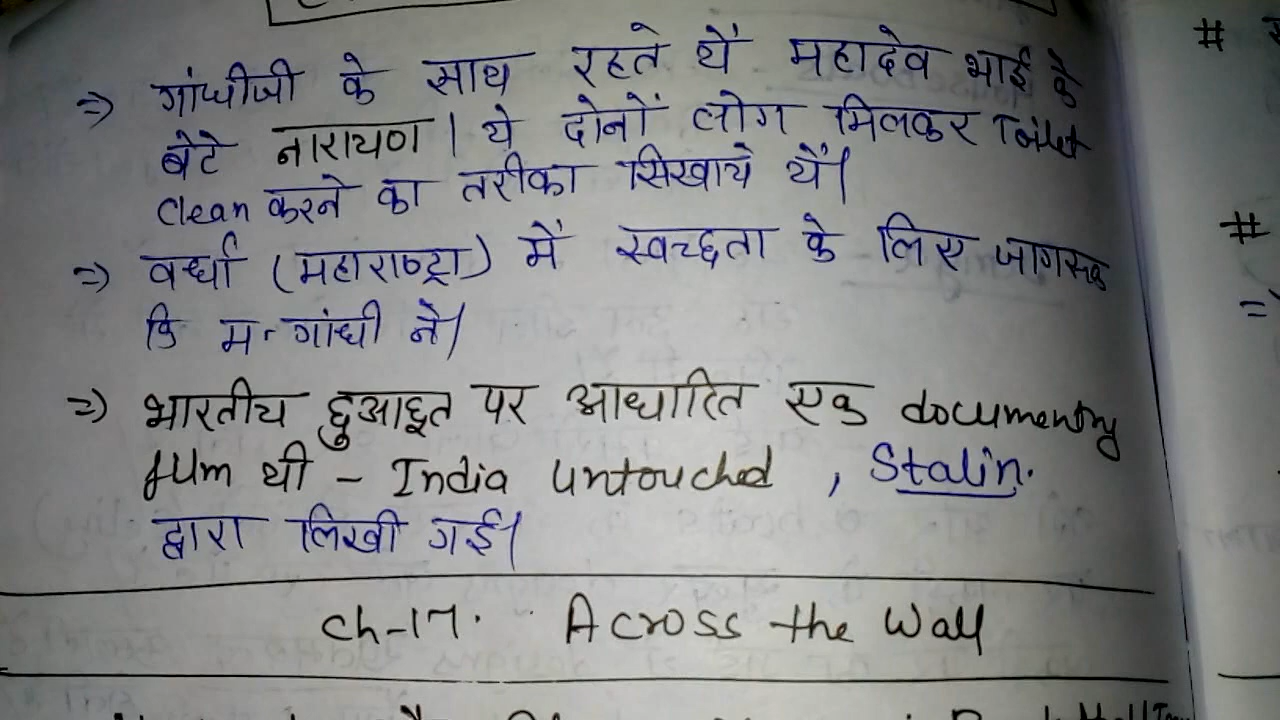 ⇒ गांधीजी के साथ रहते थें महादेव भाई के
बेटे नारायण। ये दोनों लोग मिलकर Toilet
clean करने का तरीका सिखाये थें।
⇒ वर्धा (महाराष्ट्रा) में स्वच्छता के लिए जागरूक
कि म. गांधी ने।
⇒ भारतीय छुआछूत पर आधारित एक documentry
film थी - India Untouched , Stalin.
द्वारा लिखी गई।
Ch-17. Across the Wall
#
#
⇒